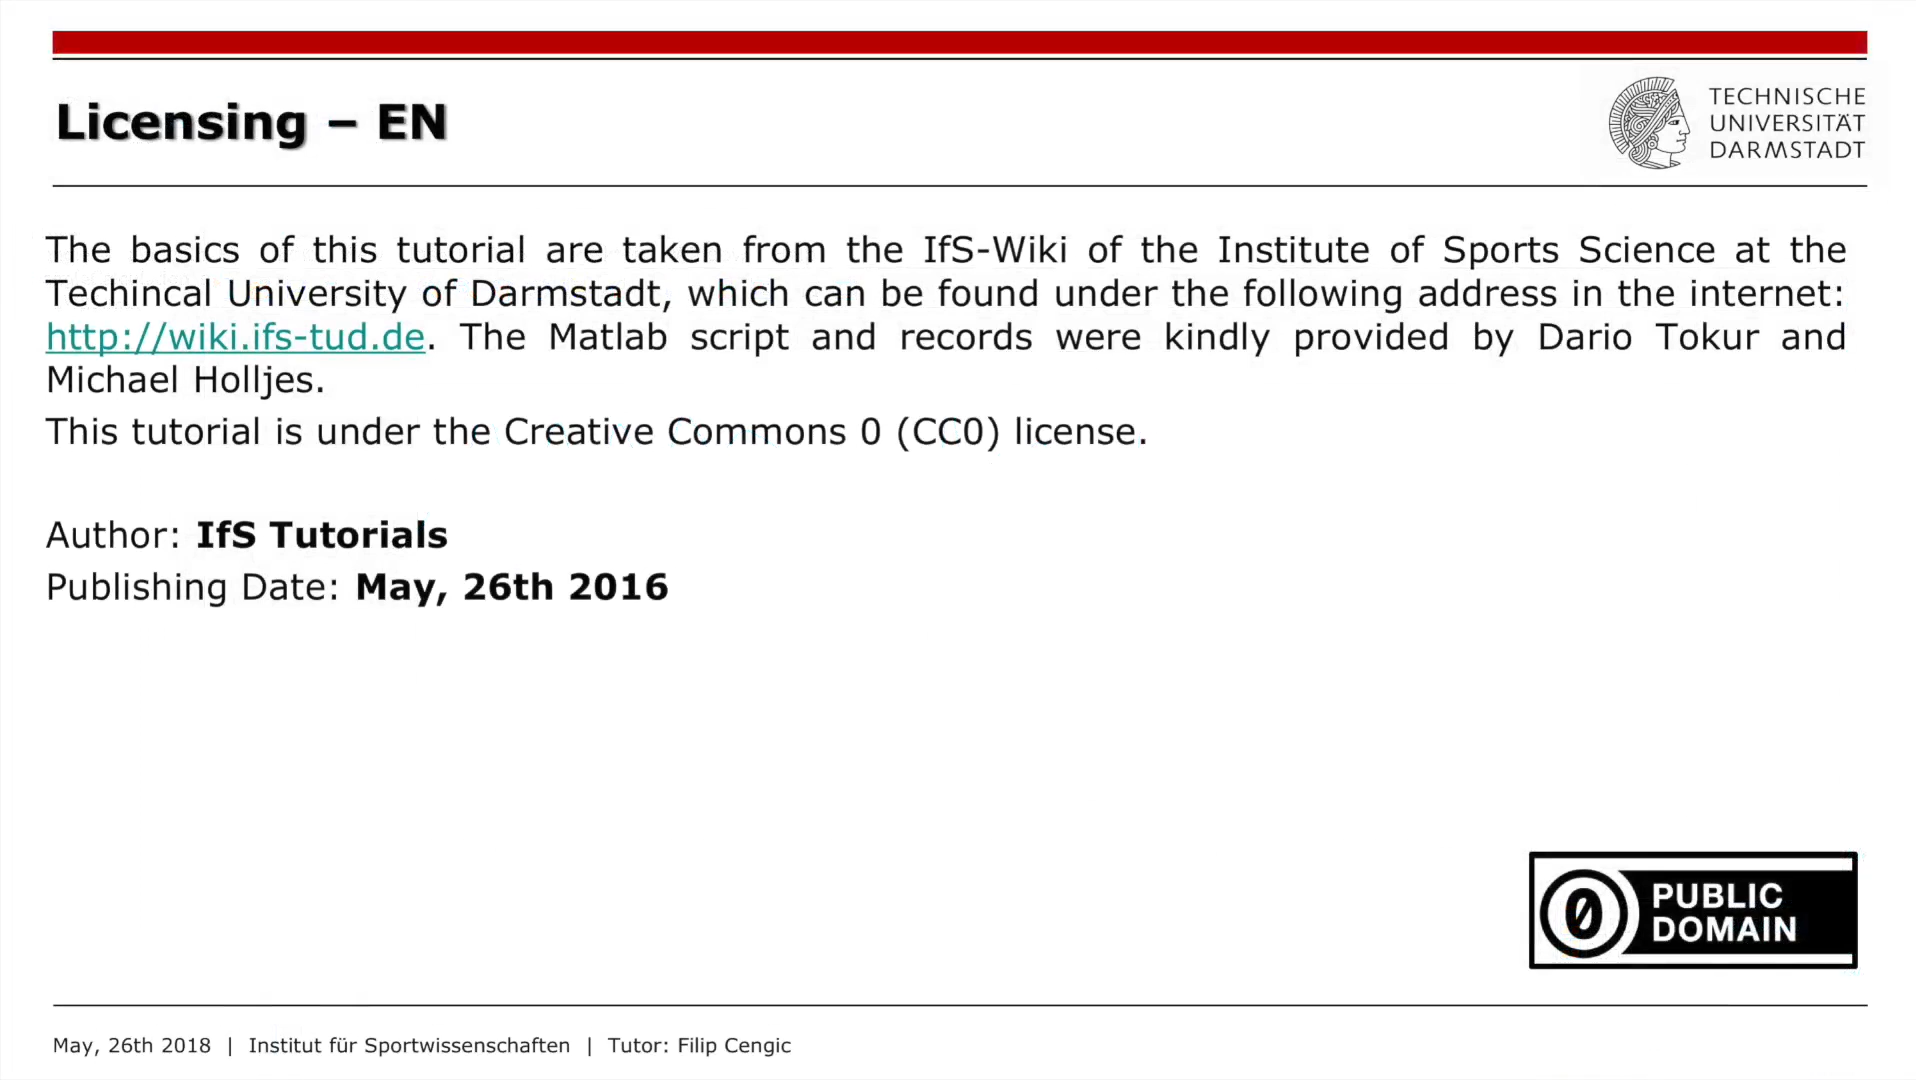 Licensing – EN
TECHNISCHE
UNIVERSITÄT
DARMSTADT
The basics of this tutorial are taken from the IfS-Wiki of the Institute of Sports Science at the
Techincal University of Darmstadt, which can be found under the following address in the internet:
http://wiki.ifs-tud.de. The Matlab script and records were kindly provided by Dario Tokur and
Michael Holljes.
This tutorial is under the Creative Commons 0 (CC0) license.
Author: IfS Tutorials
Publishing Date: May, 26th 2016
0
PUBLIC
DOMAIN
May, 26th 2018 | Institut für Sportwissenschaften | Tutor: Filip Cengic